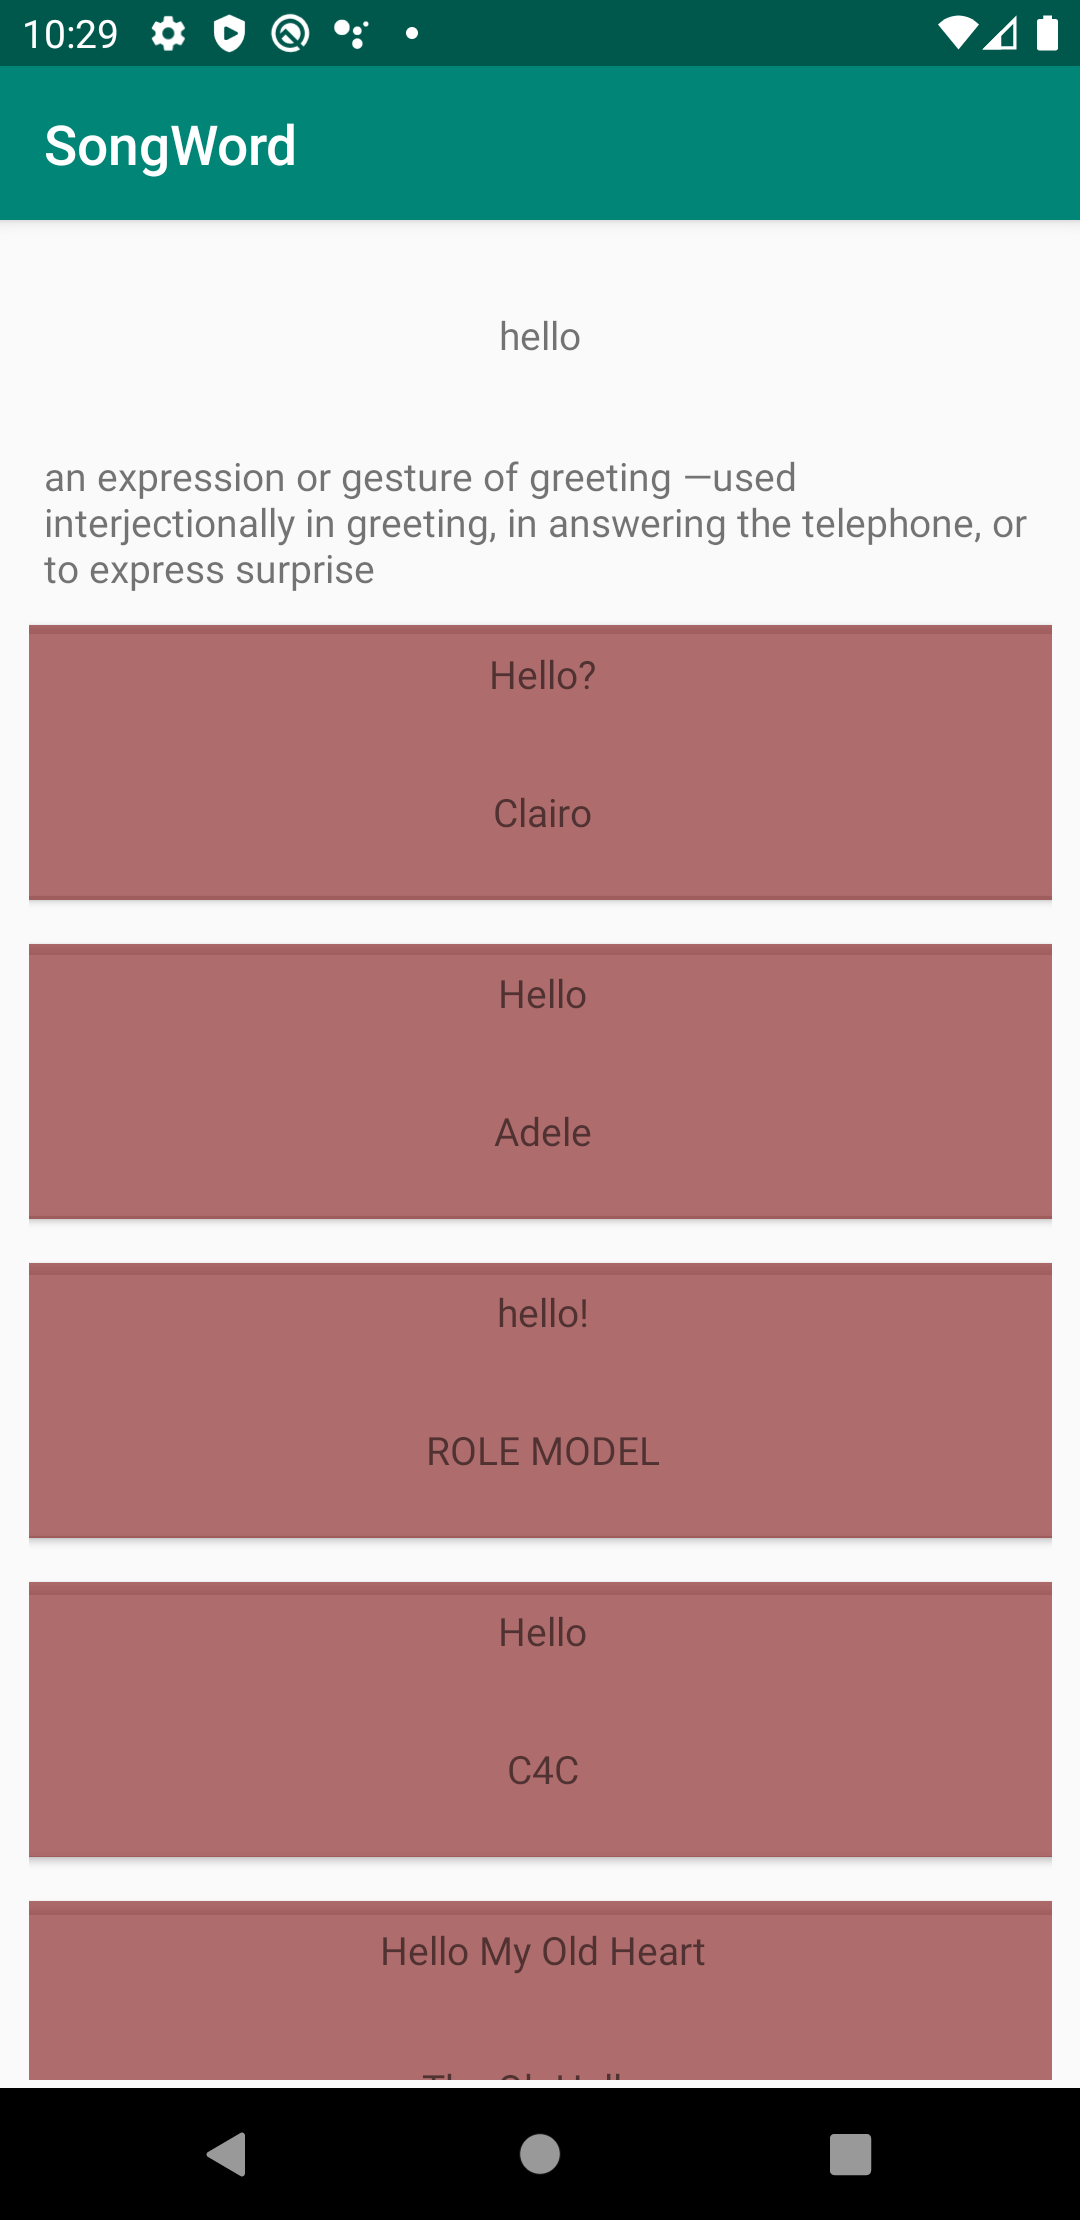 10:29
SongWord
hello
an expression or gesture of greeting —used
interjectionally in greeting, in answering the telephone, or
to express surprise
Hello?
Clairo
Hello
Adele
hello!
ROLE MODEL
Hello
C4C
Hello My Old Heart